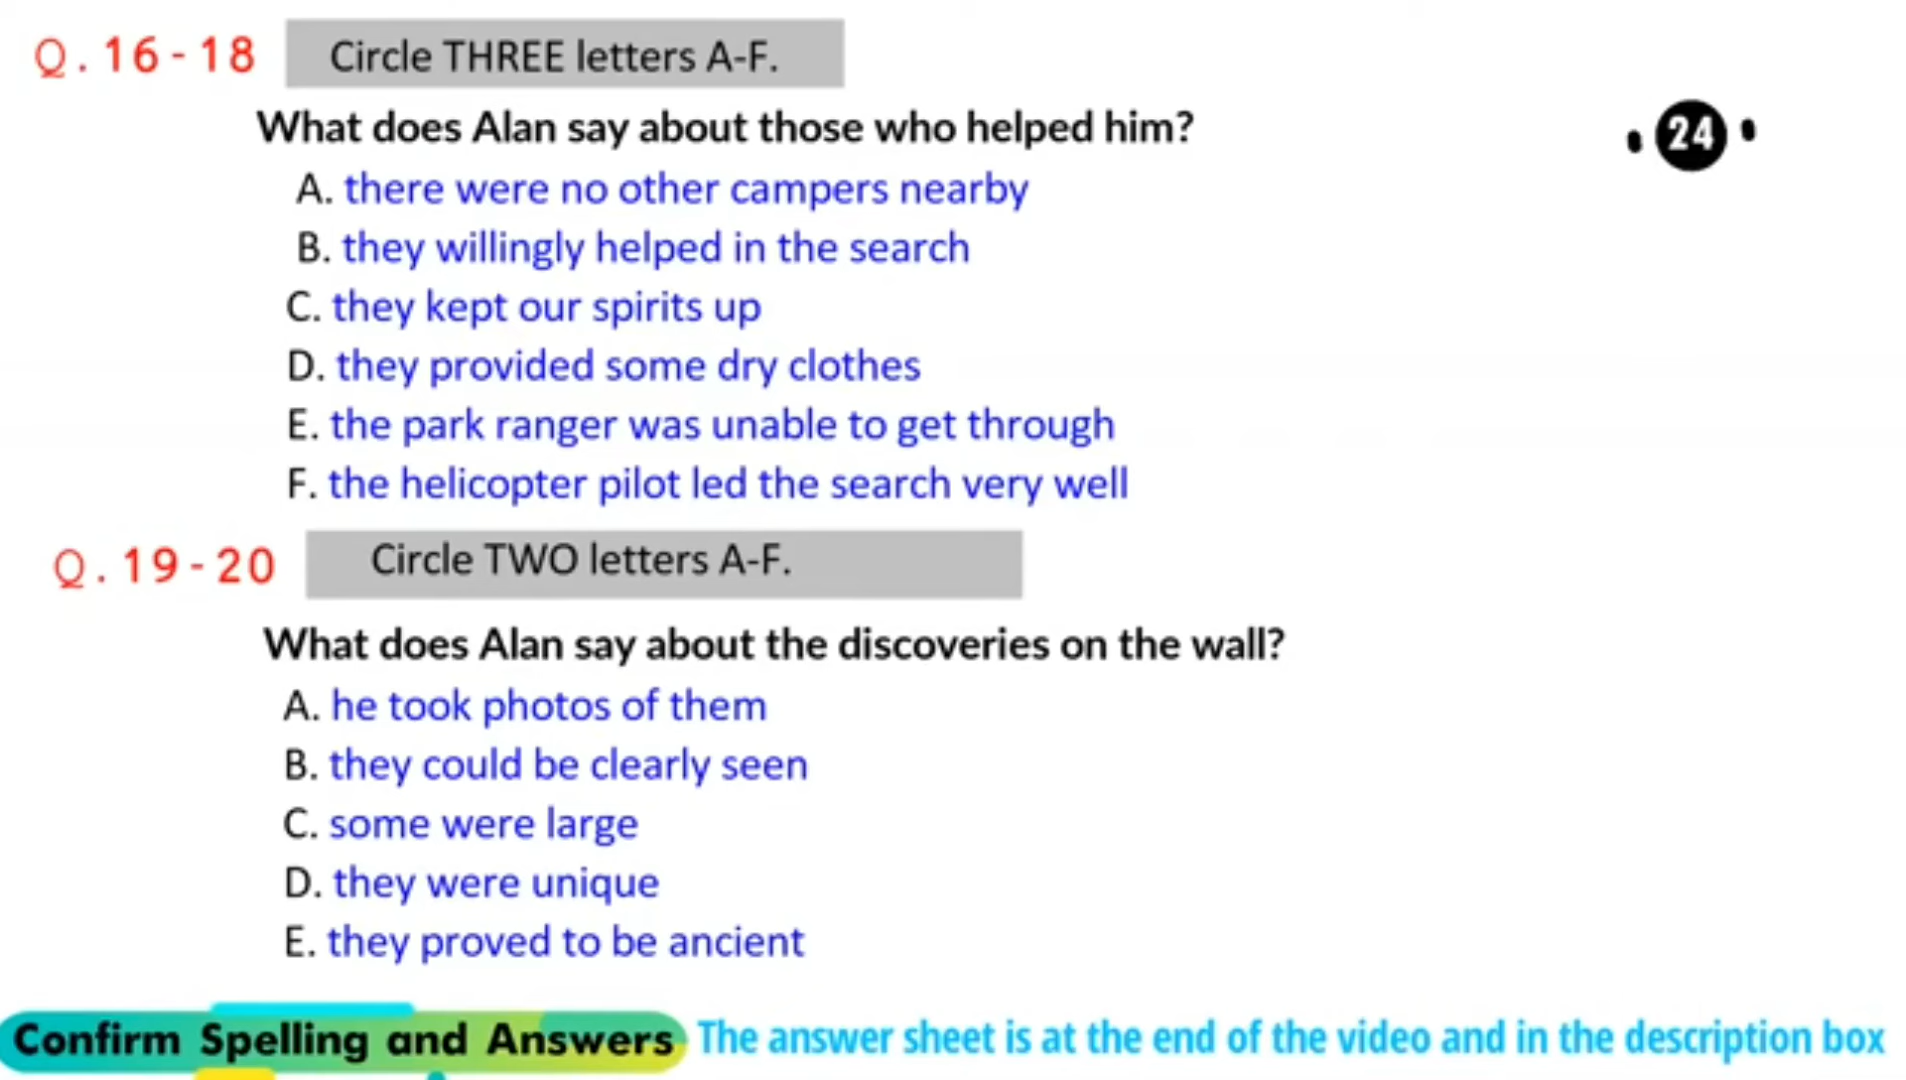 Q.16-18 Circle THREE letters A-F.
What does Alan say about those who helped him?
24
A. there were no other campers nearby
B. they willingly helped in the search
C. they kept our spirits up
D. they provided some dry clothes
E. the park ranger was unable to get through
F. the helicopter pilot led the search very well
Q.19-20 Circle TWO letters A-F.
What does Alan say about the discoveries on the wall?
A. he took photos of them
B. they could be clearly seen
C. some were large
D. they were unique
E. they proved to be ancient
Confirm Spelling and Answers The answer sheet is at the end of the video and in the description box